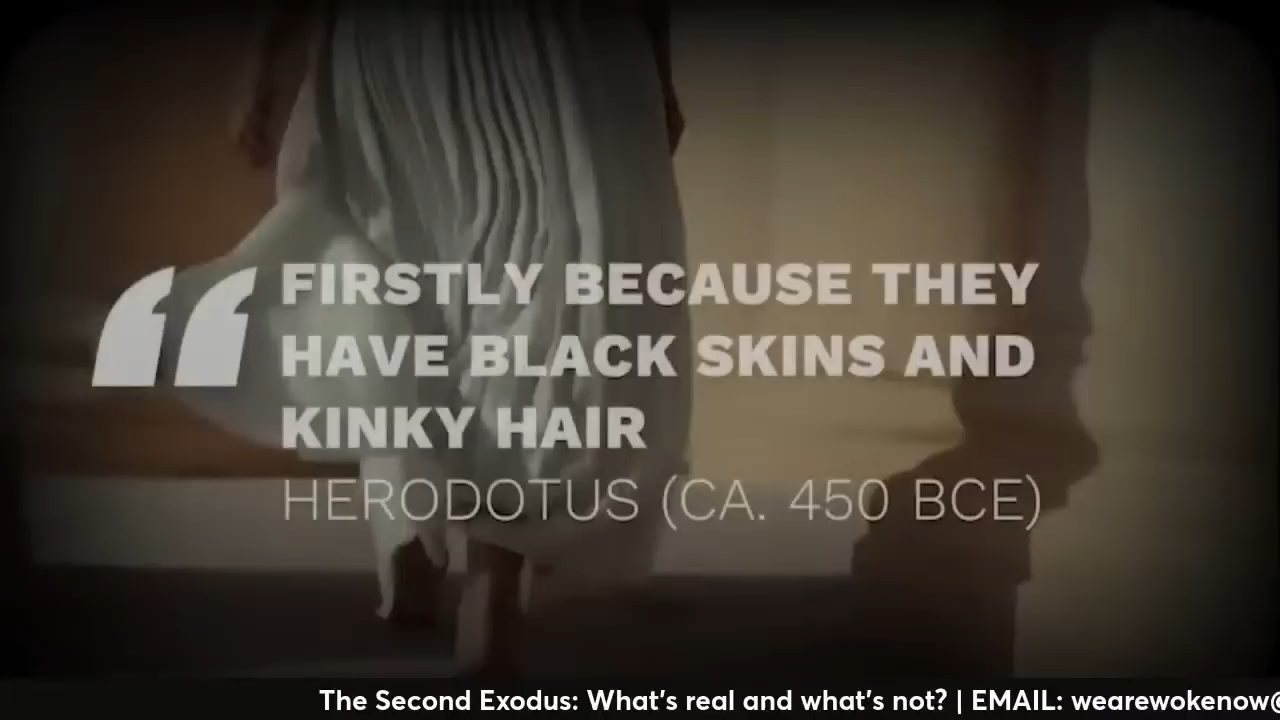 “ FIRSTLY BECAUSE THEY
HAVE BLACK SKINS AND
KINKY HAIR
HERODOTUS (CA. 450 BCE)
The Second Exodus: What's real and what's not? | EMAIL: wearewokenow@